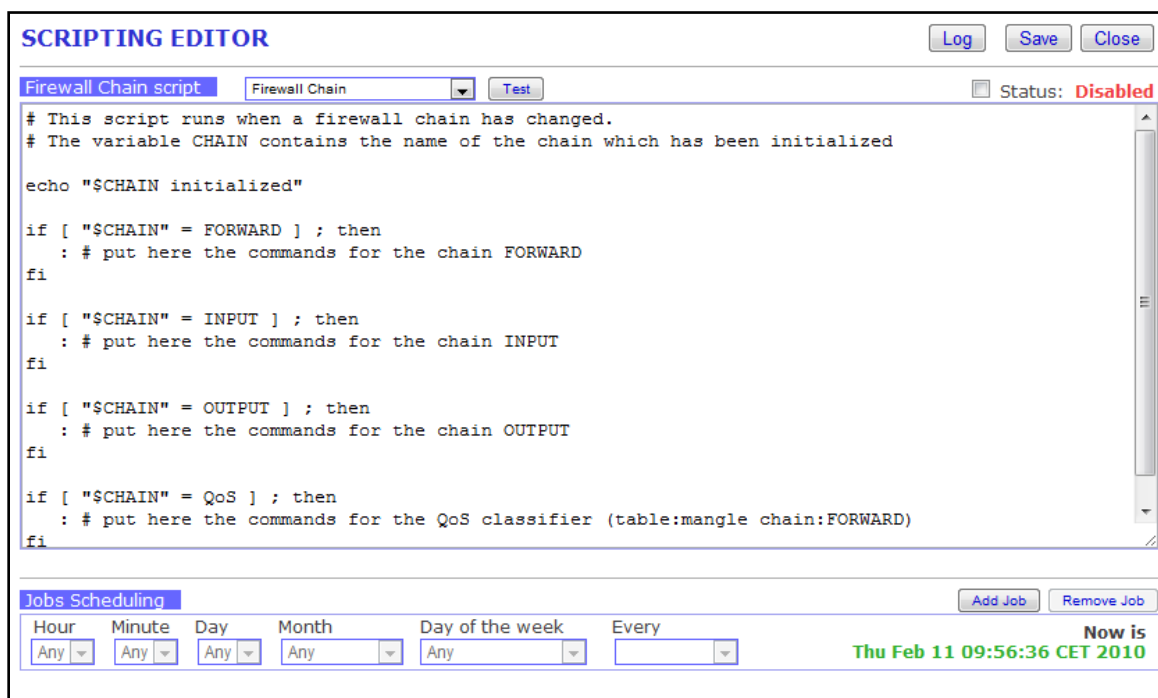 SCRIPTING EDITOR Log Save Close
Firewall Chain script Firewall Chain Test Status: Disabled
# This script runs when a firewall chain has changed.
# The variable CHAIN contains the name of the chain which has been initialized
echo "$CHAIN initialized"
if [ "$CHAIN" = FORWARD ] ; then
: # put here the commands for the chain FORWARD
fi
if [ "$CHAIN" = INPUT ] ; then
: # put here the commands for the chain INPUT
fi
if [ "$CHAIN" = OUTPUT ] ; then
: # put here the commands for the chain OUTPUT
fi
if [ "$CHAIN" = QoS ] ; then
: # put here the commands for the QoS classifier (table:mangle chain:FORWARD)
fi
Jobs Scheduling Add Job Remove Job
Hour Minute Day Month Day of the week Every Now is
Any Any Any Any Any Thu Feb 11 09:56:36 CET 2010